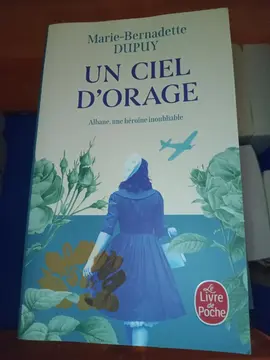 Marie-Bernadette
DUPUY
UN CIEL
D'ORAGE
Albane, une héroïne inoubliable
Le
Livre
de
Poche